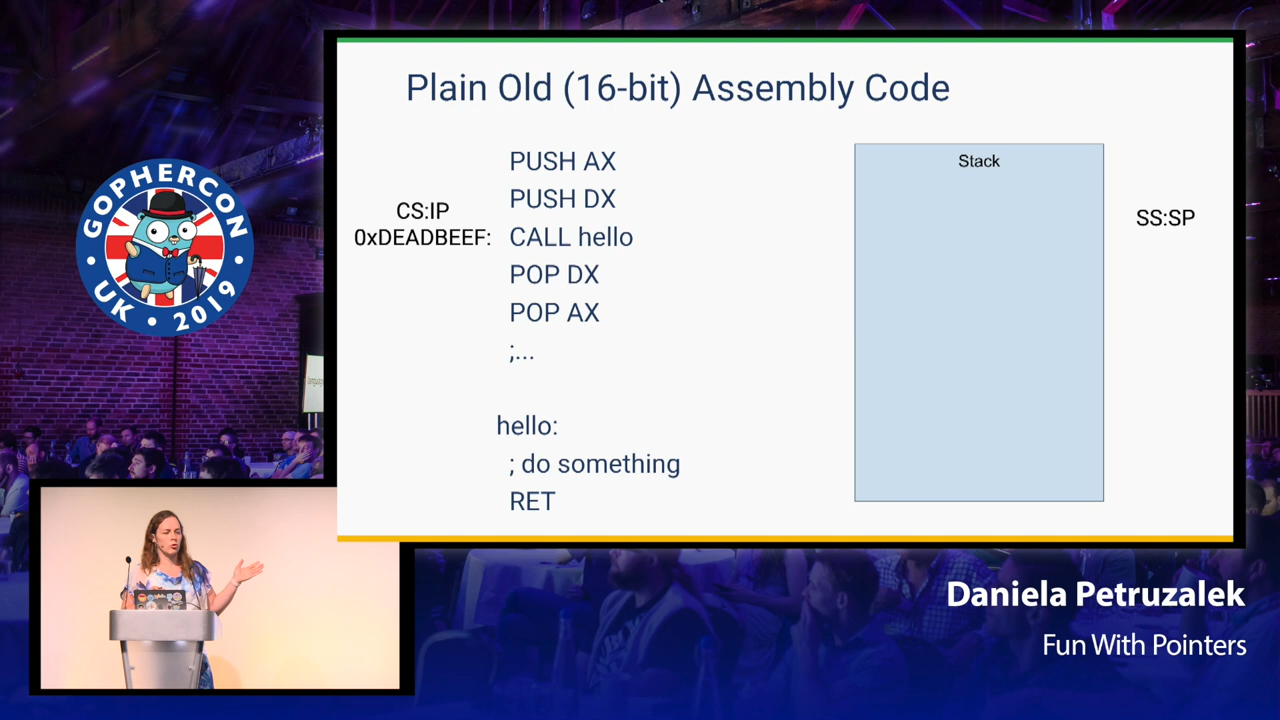 Plain Old (16-bit) Assembly Code
PUSH AX
PUSH DX
CS:IP
0xDEADBEEF:
CALL hello
POP DX
POP AX
;...
hello:
; do something
RET
Stack
SS:SP
GOPHERCON
UK • 2019
Daniela Petruzalek
Fun With Pointers